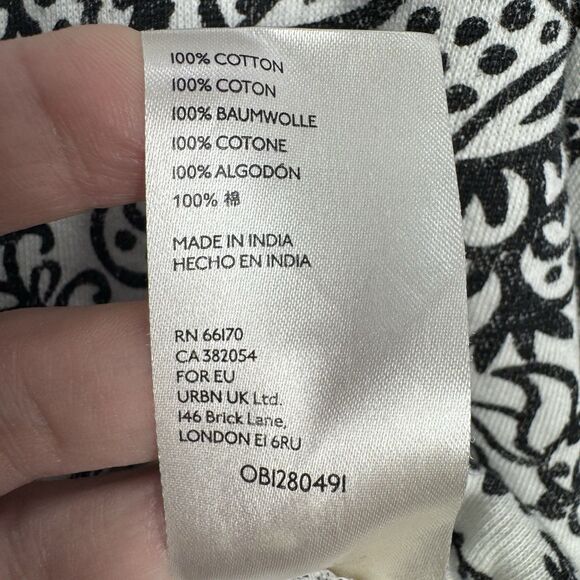 100% COTTON
100% COTON
100% BAUMWOLLE
100% COTONE
100% ALGODÓN
100% 棉
MADE IN INDIA
HECHO EN INDIA
RN 66170
CA 382054
FOR EU
URBN UK Ltd.
146 Brick Lane,
LONDON E1 6RU
OB1280491